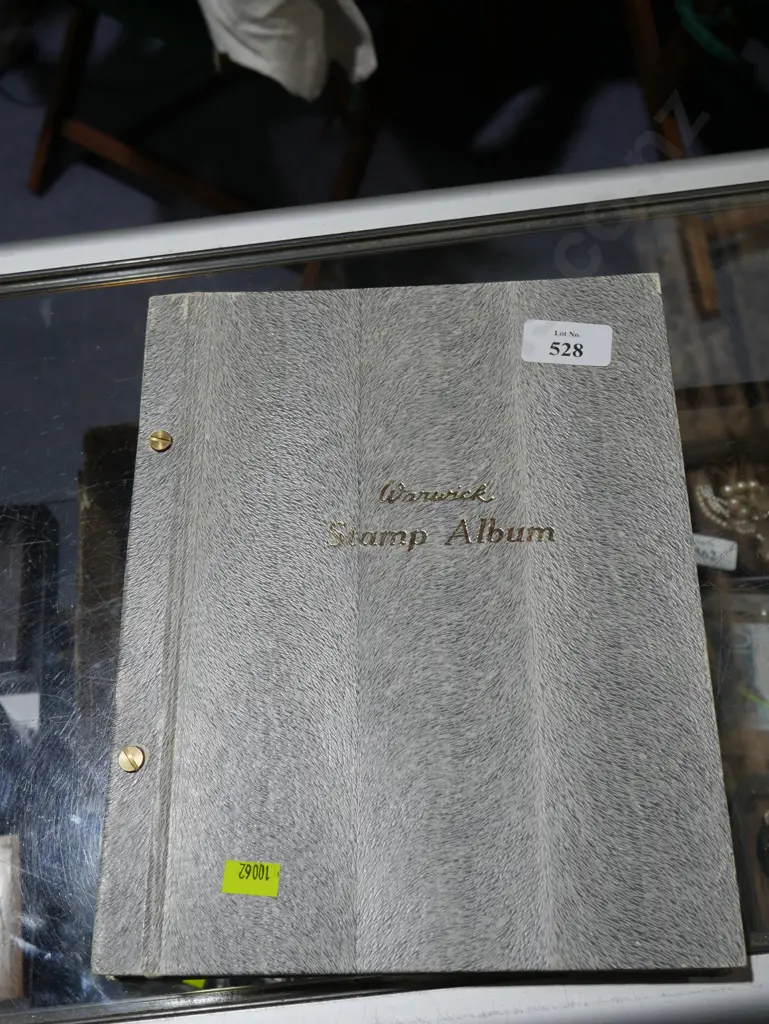 Lot No.
528
Warwick
Stamp Album
10062